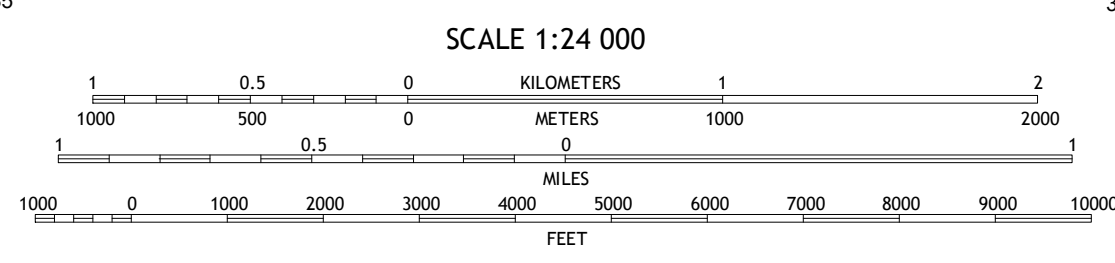 SCALE 1:24 000
1 0.5 0 KILOMETERS 1 2
1000 500 0 METERS 1000 2000
1 0.5 0 1
MILES
1000 0 1000 2000 3000 4000 5000 6000 7000 8000 9000 10000
FEET